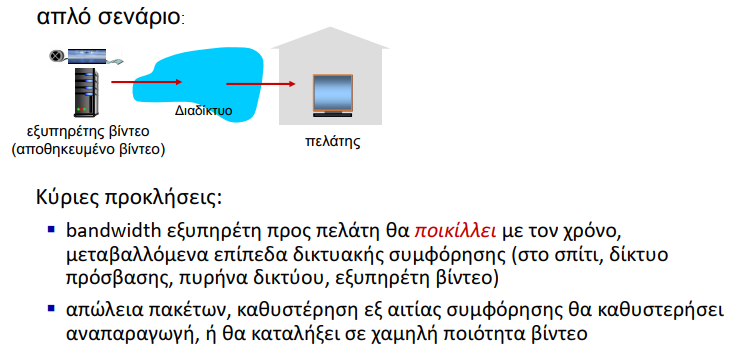 απλό σενάριο:
Διαδίκτυο
εξυπηρέτης βίντεο
(αποθηκευμένο βίντεο)
πελάτης
Κύριες προκλήσεις:
▪ bandwidth εξυπηρέτη προς πελάτη θα ποικίλλει με τον χρόνο,
μεταβαλλόμενα επίπεδα δικτυακής συμφόρησης (στο σπίτι, δίκτυο
πρόσβασης, πυρήνα δικτύου, εξυπηρέτη βίντεο)
▪ απώλεια πακέτων, καθυστέρηση εξ αιτίας συμφόρησης θα καθυστερήσει
αναπαραγωγή, ή θα καταλήξει σε χαμηλή ποιότητα βίντεο